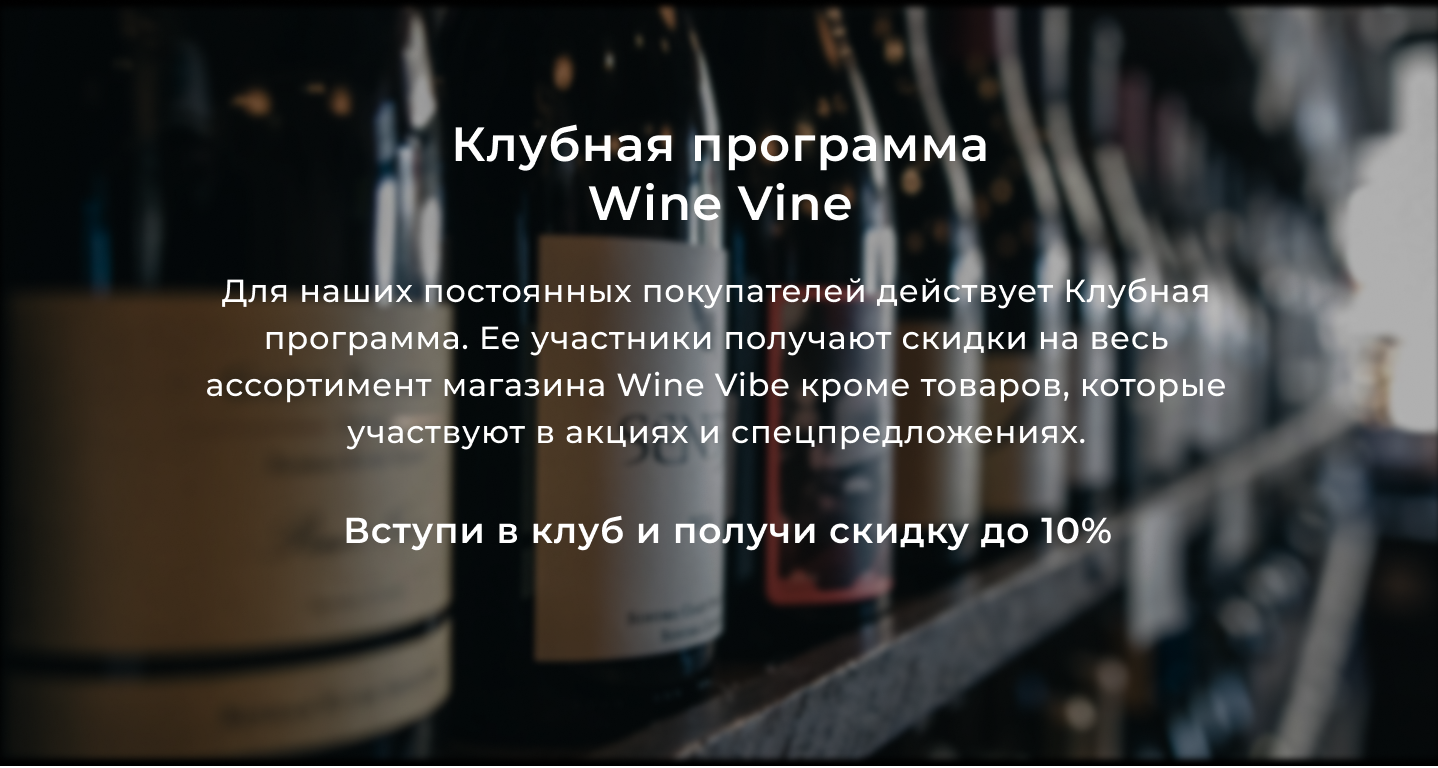 Клубная программа
Wine Vine
Для наших постоянных покупателей действует Клубная
программа. Ее участники получают скидки на весь
ассортимент магазина Wine Vibe кроме товаров, которые
участвуют в акциях и спецпредложениях.
Вступи в клуб и получи скидку до 10%